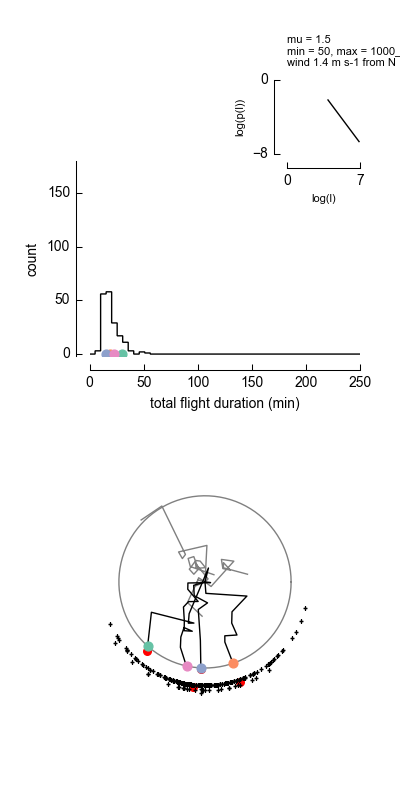 mu = 1.5
min = 50, max = 1000_
wind 1.4 m s-1 from N
0
log(p(l))
−8
0
7
log(l)
150
100
count
50
0
0
50
100
150
200
250
total flight duration (min)